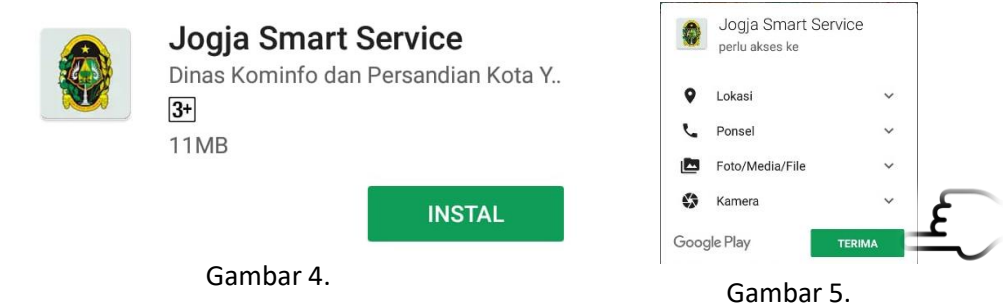 Jogja Smart Service
Dinas Kominfo dan Persandian Kota Y..
3+
11MB
INSTAL
Gambar 4.
Jogja Smart Service
perlu akses ke
Lokasi
Ponsel
Foto/Media/File
Kamera
Google Play
TERIMA
Gambar 5.